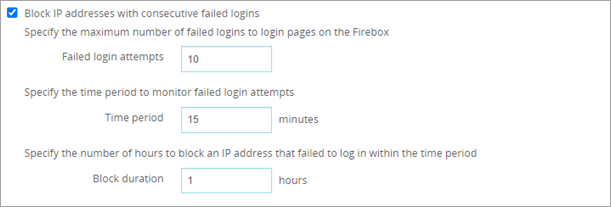 Block IP addresses with consecutive failed logins
Specify the maximum number of failed logins to login pages on the Firebox
Failed login attempts 10
Specify the time period to monitor failed login attempts
Time period 15 minutes
Specify the number of hours to block an IP address that failed to log in within the time period
Block duration 1 hours